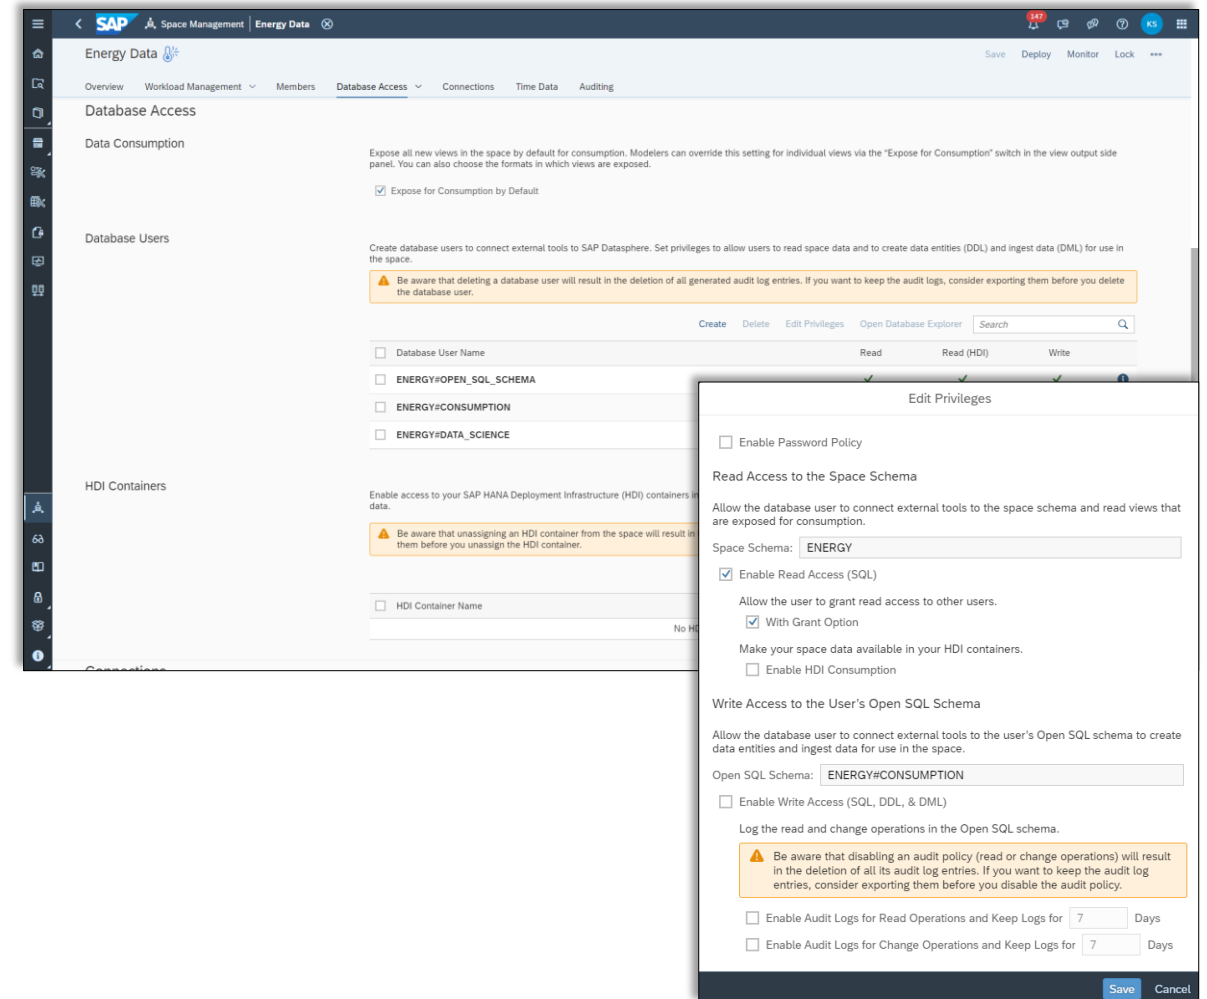 SAP Space Management Energy Data
147
KS
Energy Data
Save Deploy Monitor Lock
Overview Workload Management Members Database Access Connections Time Data Auditing
Database Access
Data Consumption
Expose all new views in the space by default for consumption. Modelers can override this setting for individual views via the "Expose for Consumption" switch in the view output side
panel. You can also choose the formats in which views are exposed.
Expose for Consumption by Default
Database Users
Create database users to connect external tools to SAP Datasphere. Set privileges to allow users to read space data and to create data entities (DDL) and ingest data (DML) for use in
the space.
Be aware that deleting a database user will result in the deletion of all generated audit log entries. If you want to keep the audit logs, consider exporting them before you delete
the database user.
Create Delete Edit Privileges Open Database Explorer Search
Database User Name Read Read (HDI) Write
ENERGY#OPEN_SQL_SCHEMA
ENERGY#CONSUMPTION
ENERGY#DATA_SCIENCE
HDI Containers
Enable access to your SAP HANA Deployment Infrastructure (HDI) containers in
data.
Be aware that unassigning an HDI container from the space will result in
them before you unassign the HDI container.
HDI Container Name
No HD
Connections
Edit Privileges
Enable Password Policy
Read Access to the Space Schema
Allow the database user to connect external tools to the space schema and read views that
are exposed for consumption.
Space Schema: ENERGY
Enable Read Access (SQL)
Allow the user to grant read access to other users.
With Grant Option
Make your space data available in your HDI containers.
Enable HDI Consumption
Write Access to the User's Open SQL Schema
Allow the database user to connect external tools to the user's Open SQL schema to create
data entities and ingest data for use in the space.
Open SQL Schema: ENERGY#CONSUMPTION
Enable Write Access (SQL, DDL, & DML)
Log the read and change operations in the Open SQL schema.
Be aware that disabling an audit policy (read or change operations) will result
in the deletion of all its audit log entries. If you want to keep the audit log
entries, consider exporting them before you disable the audit policy.
Enable Audit Logs for Read Operations and Keep Logs for 7 Days
Enable Audit Logs for Change Operations and Keep Logs for 7 Days
Save Cancel